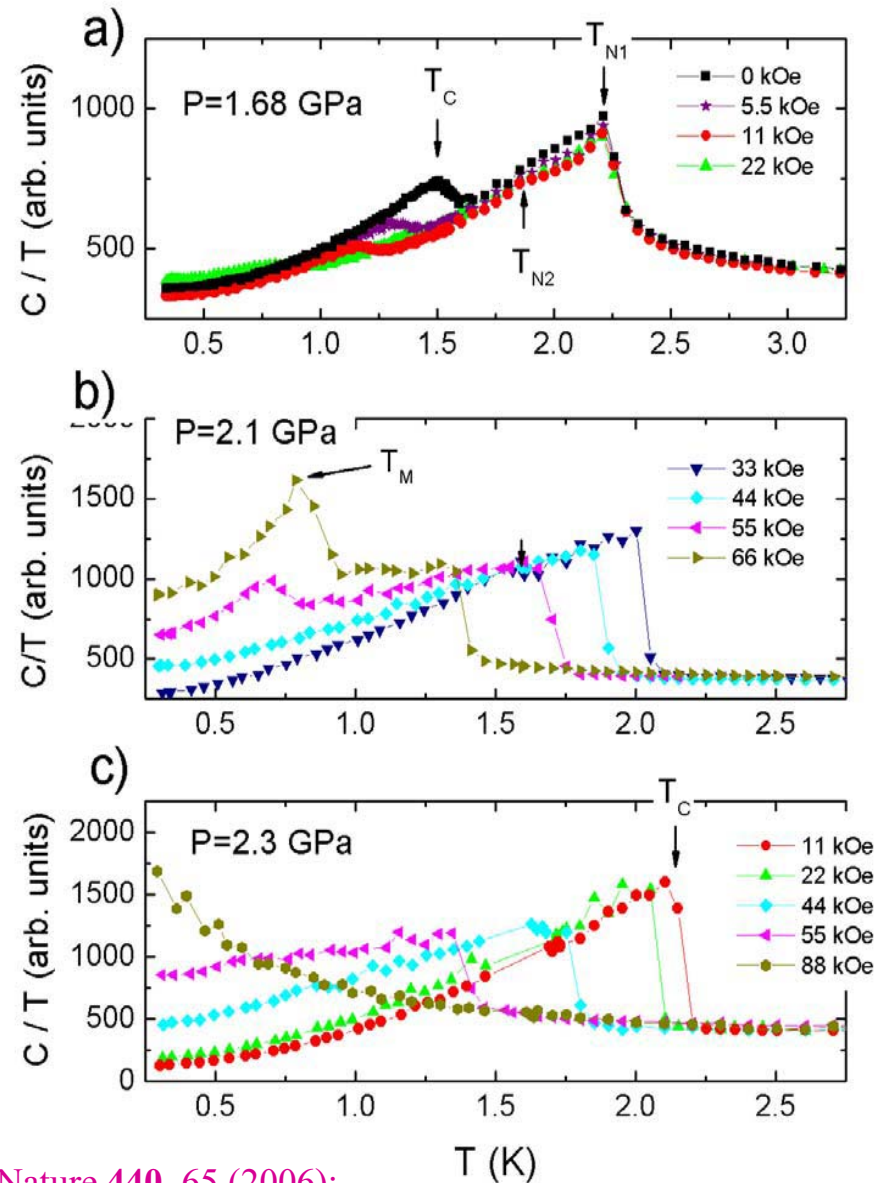 a)
P=1.68 GPa
T_C
T_N1
T_N2
0 kOe
5.5 kOe
11 kOe
22 kOe
C / T (arb. units)
1000
500
0.5 1.0 1.5 2.0 2.5 3.0
b)
P=2.1 GPa
T_M
33 kOe
44 kOe
55 kOe
66 kOe
C/T (arb. units)
1500
1000
500
0.5 1.0 1.5 2.0 2.5
c)
P=2.3 GPa
T_C
11 kOe
22 kOe
44 kOe
55 kOe
88 kOe
C / T (arb. units)
2000
1500
1000
500
0
0.5 1.0 1.5 2.0 2.5
T (K)
Nature 440, 65 (2006):